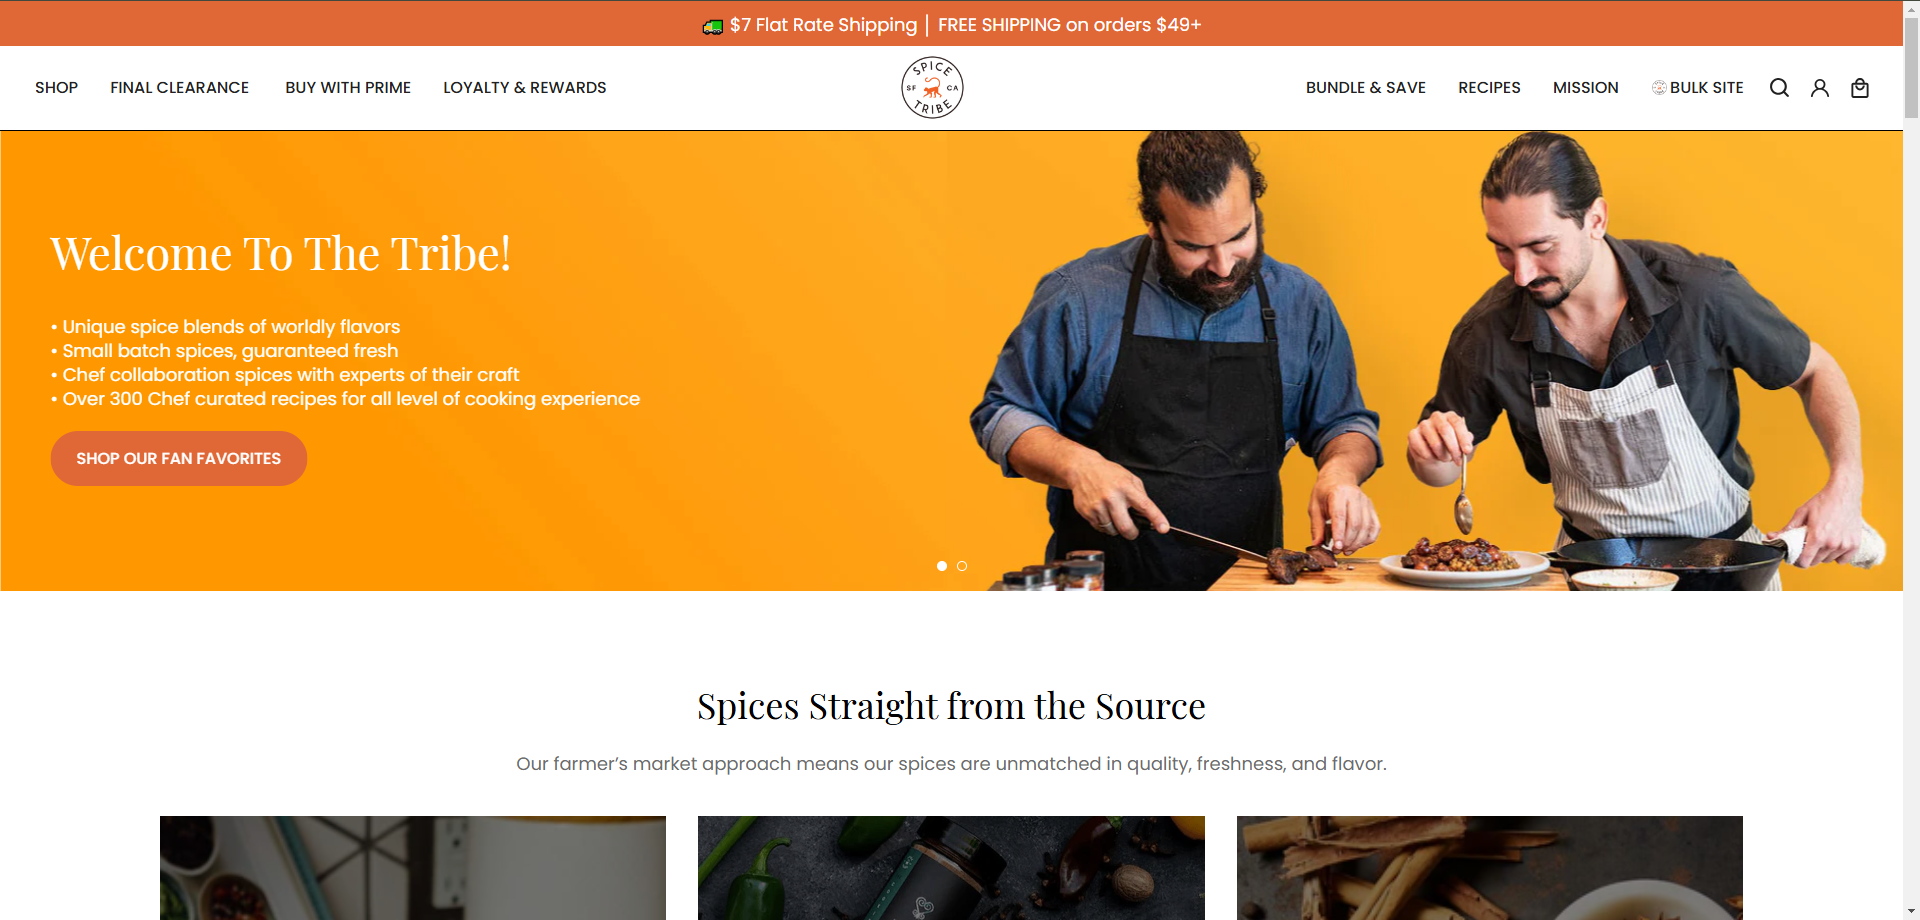 $7 Flat Rate Shipping | FREE SHIPPING on orders $49+
SHOP
FINAL CLEARANCE
BUY WITH PRIME
LOYALTY & REWARDS
SPICE
SF CA
TRIBE
BUNDLE & SAVE
RECIPES
MISSION
BULK SITE
Welcome To The Tribe!
• Unique spice blends of worldly flavors
• Small batch spices, guaranteed fresh
• Chef collaboration spices with experts of their craft
• Over 300 Chef curated recipes for all level of cooking experience
SHOP OUR FAN FAVORITES
Spices Straight from the Source
Our farmer’s market approach means our spices are unmatched in quality, freshness, and flavor.